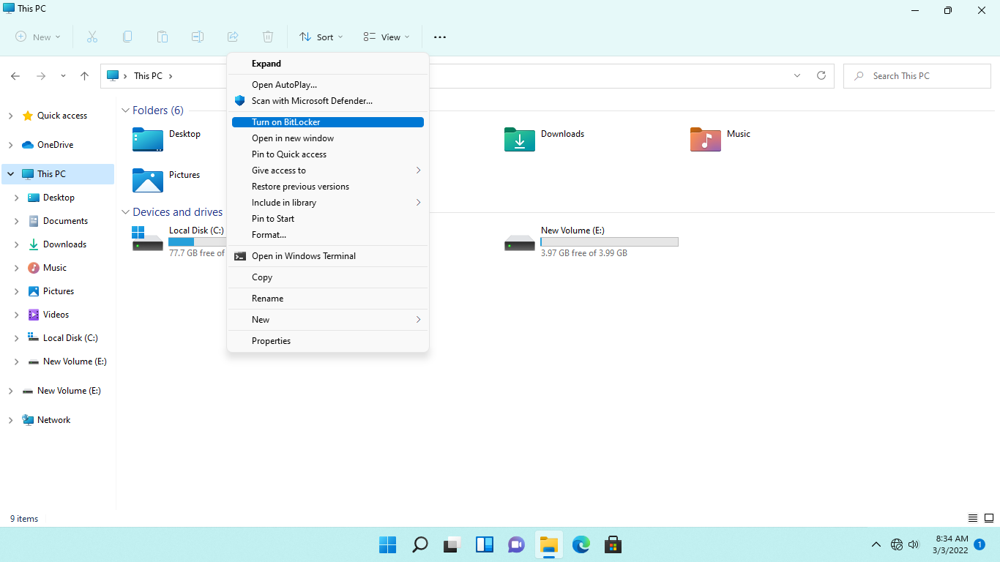 This PC
New
Sort
View
This PC
Search This PC
Quick access
OneDrive
This PC
Desktop
Documents
Downloads
Music
Pictures
Videos
Local Disk (C:)
New Volume (E:)
New Volume (E:)
Network
Folders (6)
Desktop
Downloads
Music
Pictures
Devices and drives
Local Disk (C:)
77.7 GB free of
New Volume (E:)
3.97 GB free of 3.99 GB
Expand
Open AutoPlay...
Scan with Microsoft Defender...
Turn on BitLocker
Open in new window
Pin to Quick access
Give access to
Restore previous versions
Include in library
Pin to Start
Format...
Open in Windows Terminal
Copy
Rename
New
Properties
9 items
8:34 AM
3/3/2022
1